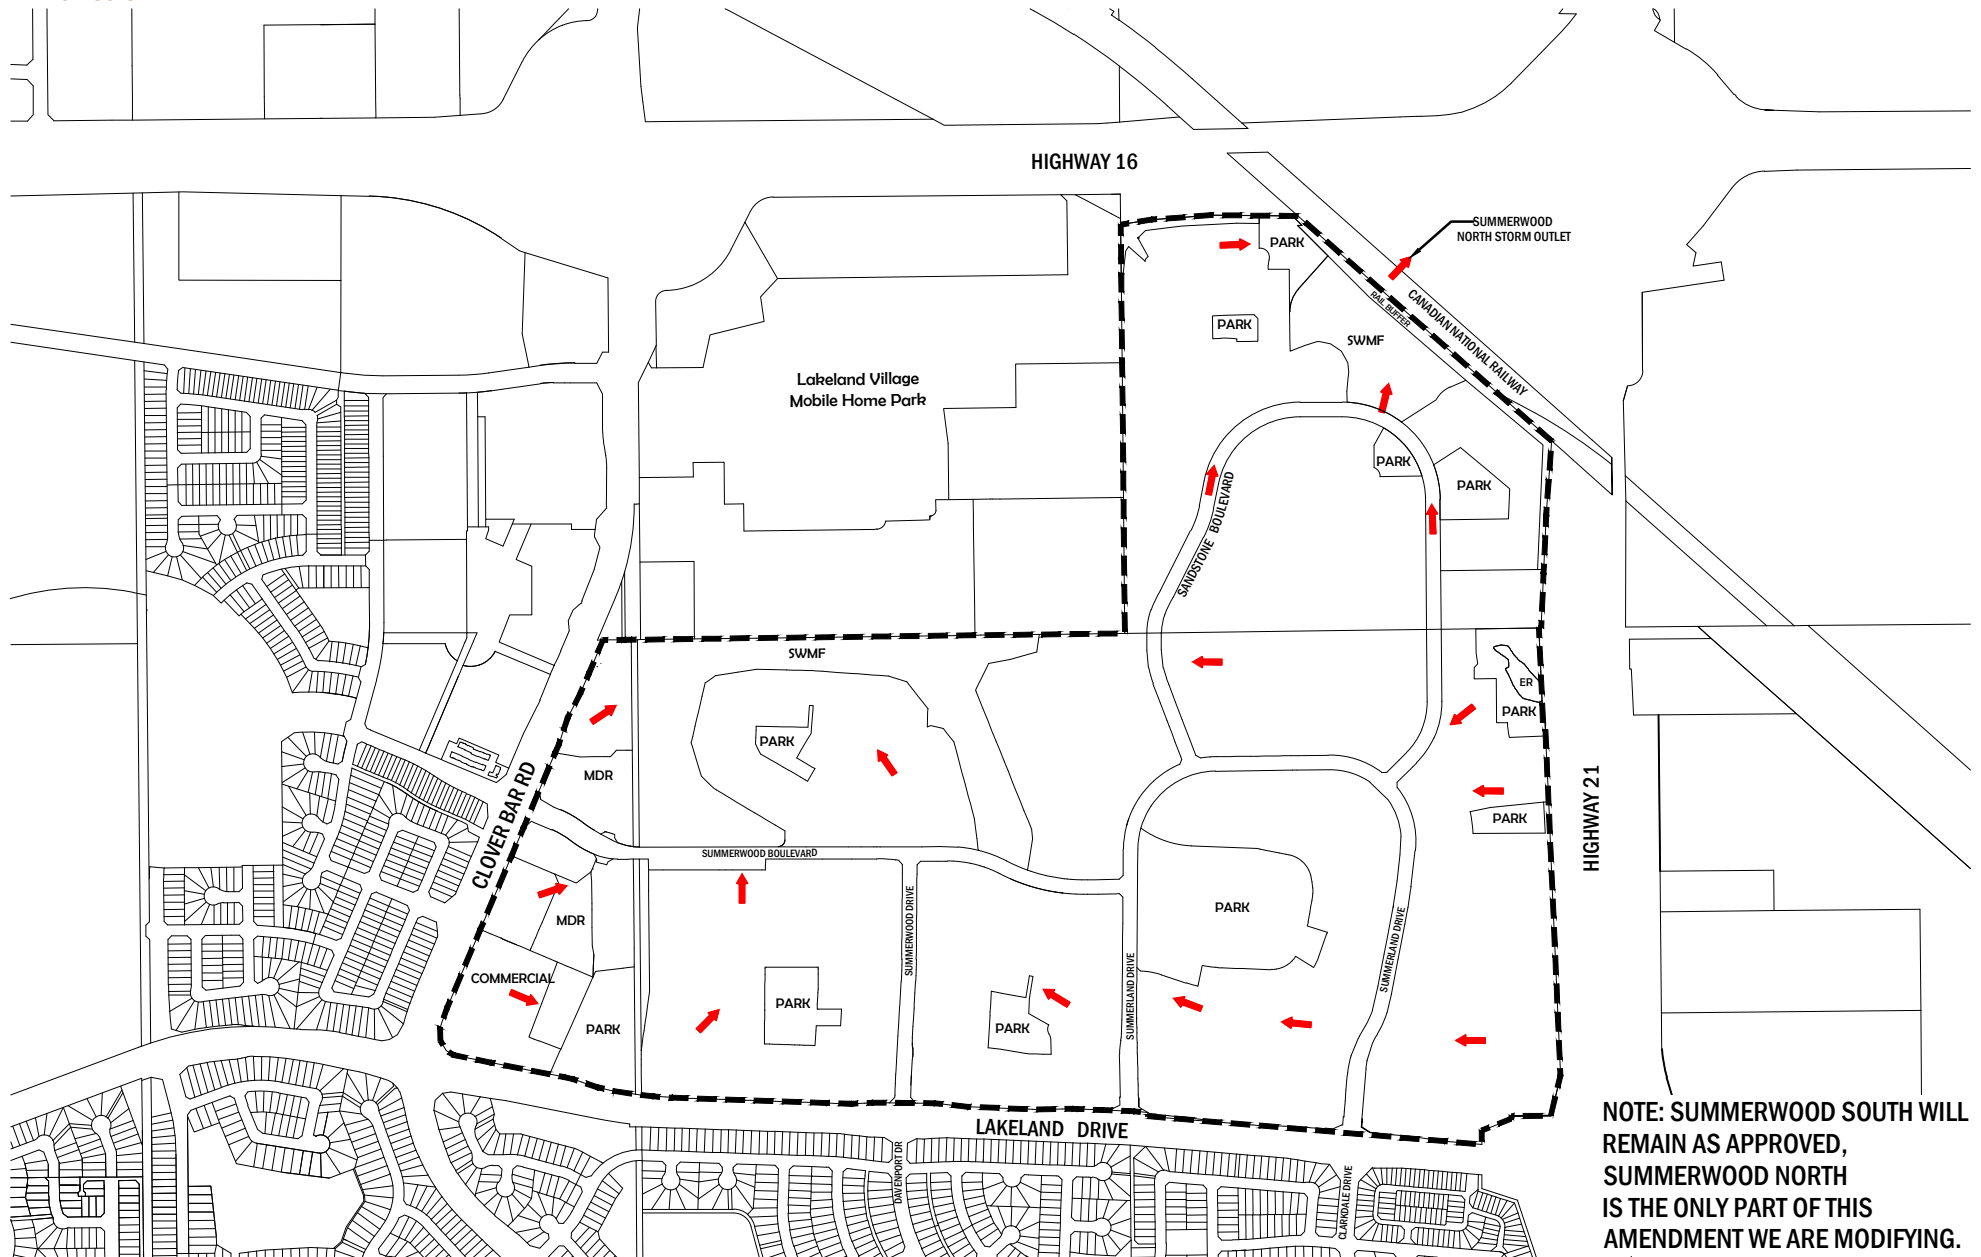 HIGHWAY 16
SUMMERWOOD
NORTH STORM OUTLET
PARK
CANADIAN NATIONAL RAILWAY
RAIL BUFFER
PARK
SWMF
Lakeland Village
Mobile Home Park
PARK
PARK
SANDSTONE BOULEVARD
SWMF
ER
PARK
PARK
MDR
CLOVER BAR RD
HIGHWAY 21
PARK
SUMMERWOOD BOULEVARD
SUMMERWOOD DRIVE
PARK
MDR
SUMMERLAND DRIVE
SUMMERLAND DRIVE
COMMERCIAL
PARK
PARK
PARK
LAKELAND DRIVE
DAVENPORT DR
CLARKDALE DRIVE
NOTE: SUMMERWOOD SOUTH WILL
REMAIN AS APPROVED,
SUMMERWOOD NORTH
IS THE ONLY PART OF THIS
AMENDMENT WE ARE MODIFYING.